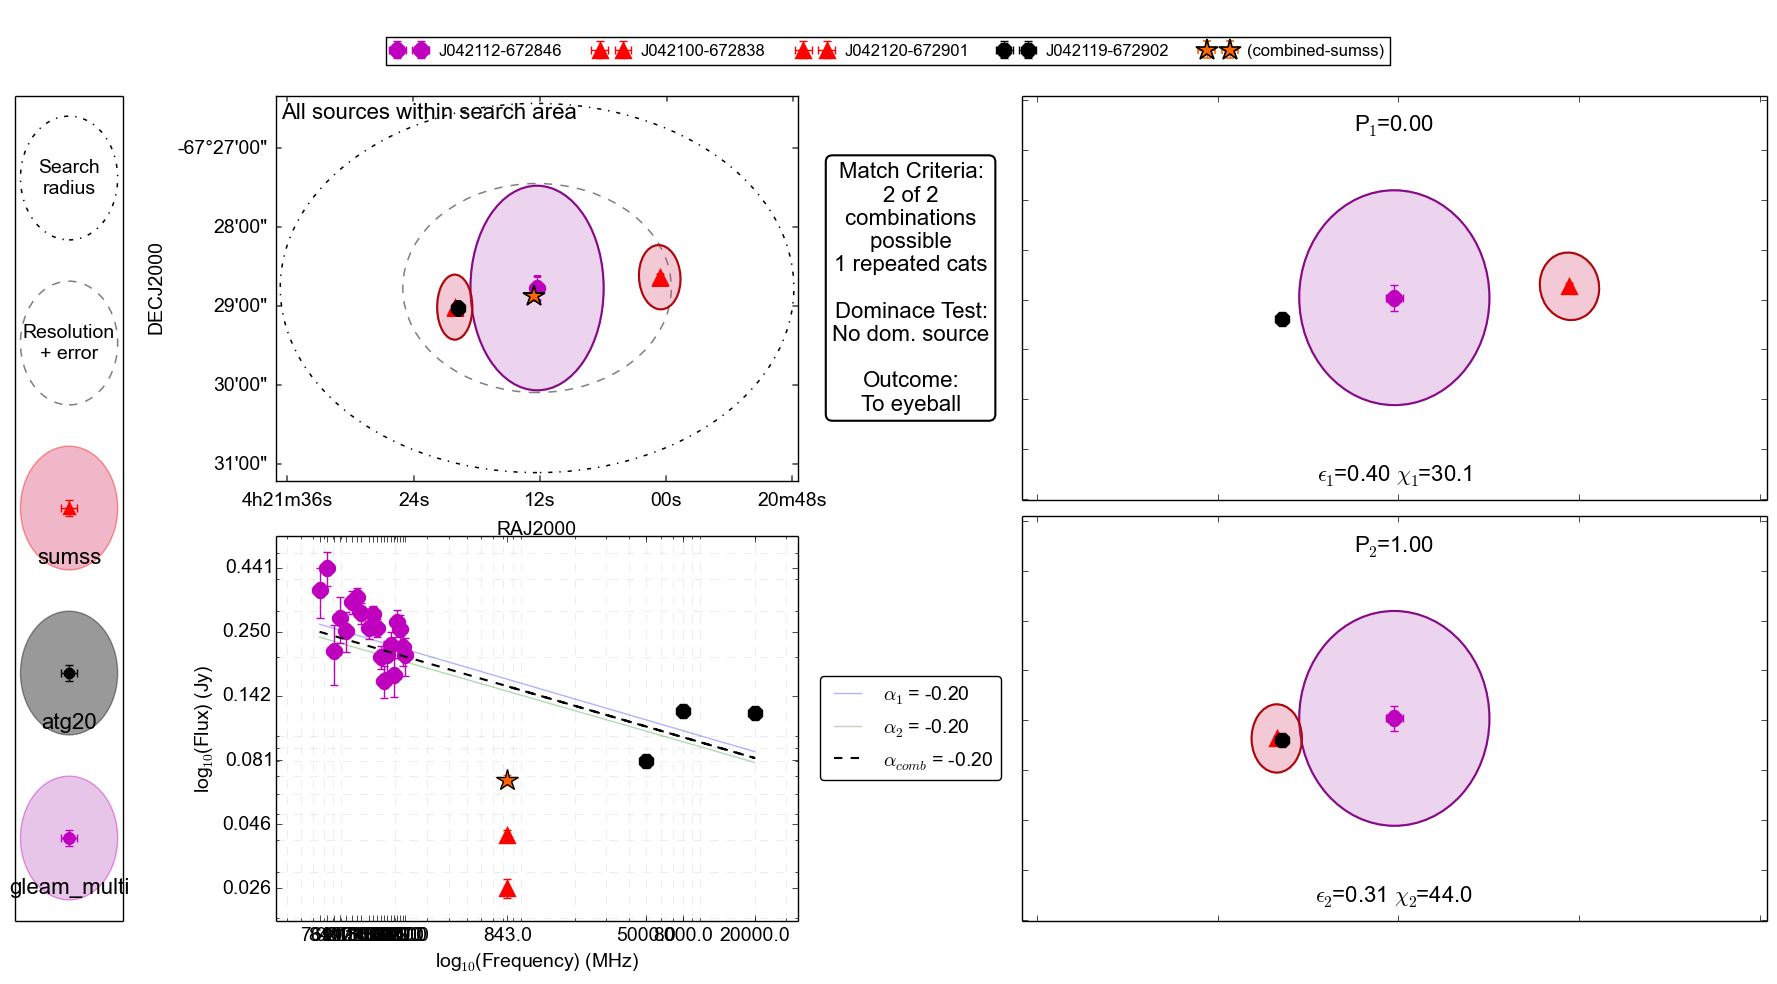 J042112-672846 J042100-672838 J042120-672901 J042119-672902 (combined-sumss)
Search
radius
Resolution
+ error
sumss
atg20
gleam_multi
All sources within search area
DECJ2000
-67°27'00"
28'00"
29'00"
30'00"
31'00"
4h21m36s 24s 12s 00s 20m48s
RAJ2000
Match Criteria:
2 of 2
combinations
possible
1 repeated cats
Dominace Test:
No dom. source
Outcome:
To eyeball
P₁=0.00
ϵ₁=0.40 χ₁=30.1
P₂=1.00
ϵ₂=0.31 χ₂=44.0
log₁₀(Flux) (Jy)
0.441
0.250
0.142
0.081
0.046
0.026
843.0 5000.0 8000.0 20000.0
log₁₀(Frequency) (MHz)
α₁ = -0.20
α₂ = -0.20
α_comb = -0.20